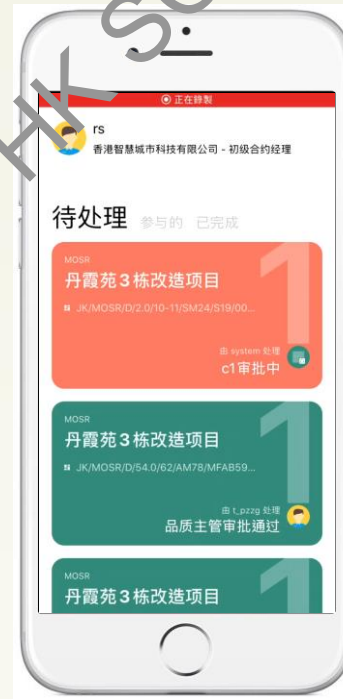 HK SC
正在錄製
rs
香港智慧城市科技有限公司 - 初级合约经理
待处理 参与的 已完成
MOSR
丹霞苑3栋改造项目
1
JK/MOSR/D/2.0/10-11/SM24/S19/00...
由 system 处理
c1审批中
MOSR
丹霞苑3栋改造项目
1
JK/MOSR/D/54.0/62/AM78/MFAB59...
由 t_pzzg 处理
品质主管审批通过
MOSR
丹霞苑3栋改造项目
1